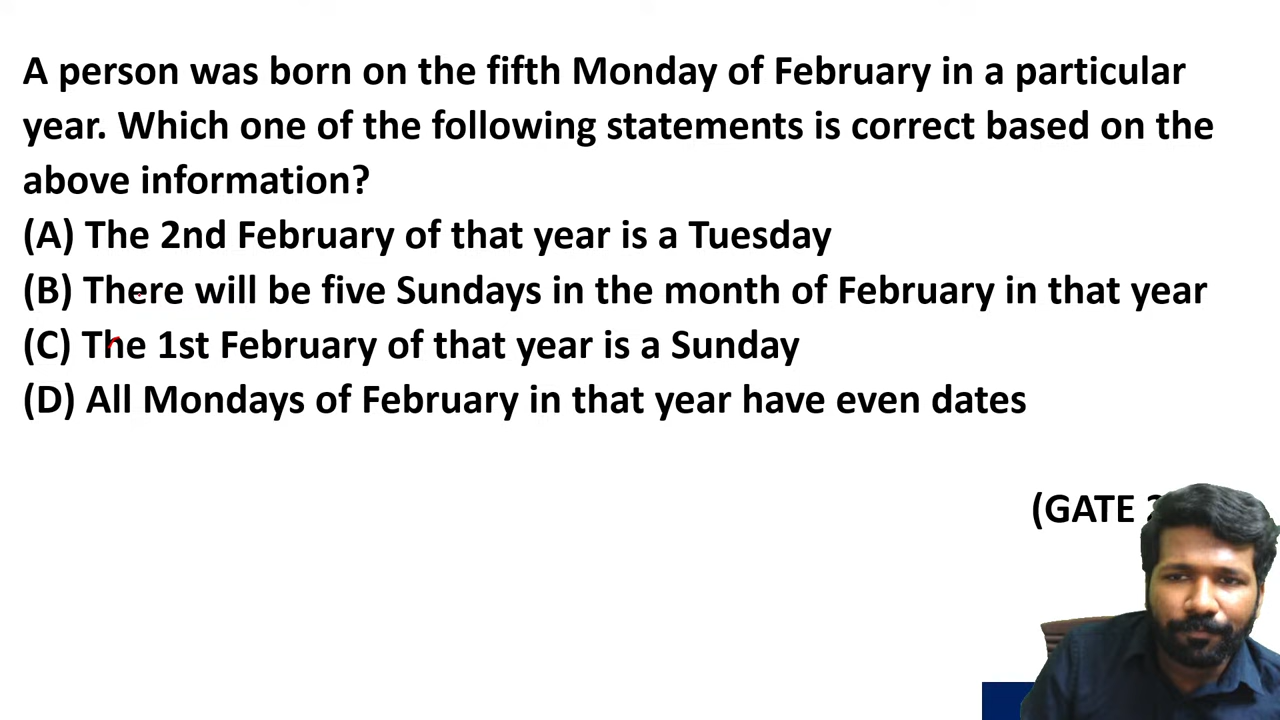 A person was born on the fifth Monday of February in a particular
year. Which one of the following statements is correct based on the
above information?
(A) The 2nd February of that year is a Tuesday
(B) There will be five Sundays in the month of February in that year
(C) The 1st February of that year is a Sunday
(D) All Mondays of February in that year have even dates
(GATE